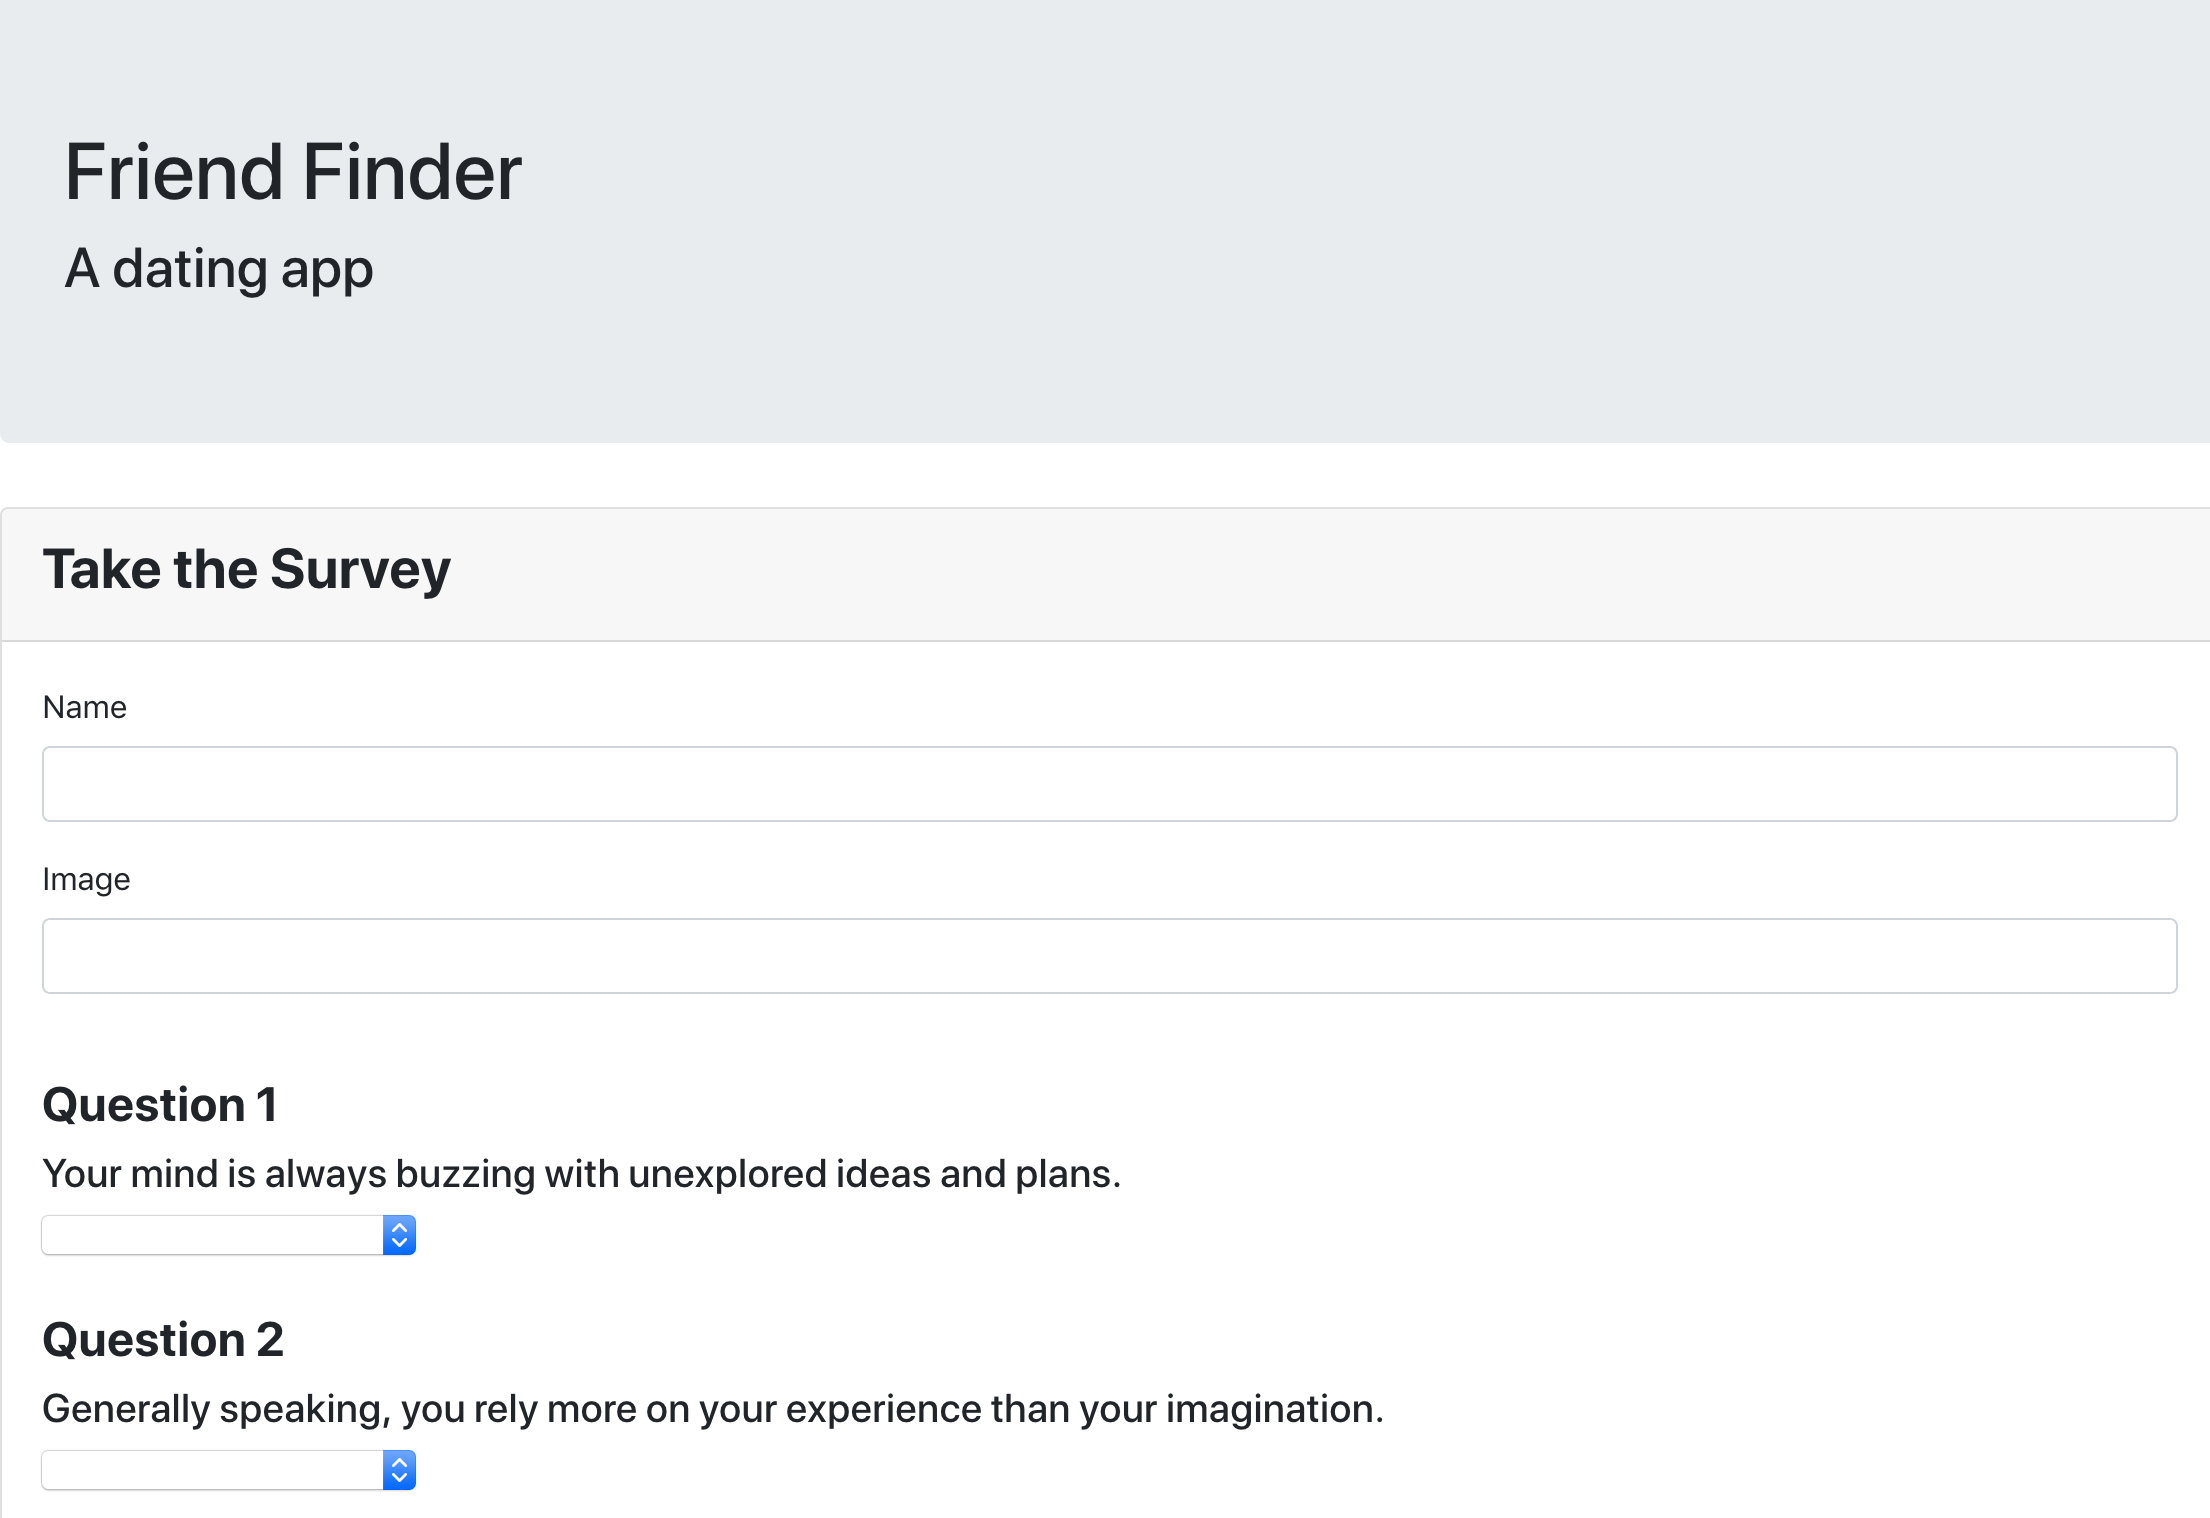 Friend Finder
A dating app
Take the Survey
Name
Image
Question 1
Your mind is always buzzing with unexplored ideas and plans.
Question 2
Generally speaking, you rely more on your experience than your imagination.